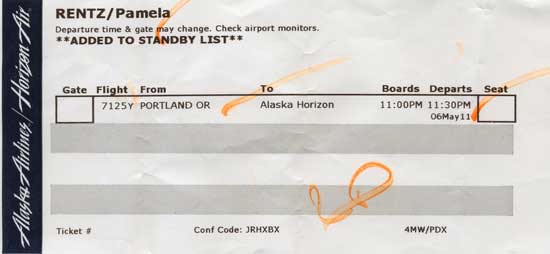 Alaska Airlines / Horizon Air
RENTZ/Pamela
Departure time & gate may change. Check airport monitors.
**ADDED TO STANDBY LIST**
Gate Flight From To Boards Departs Seat
7125Y PORTLAND OR Alaska Horizon 11:00PM 11:30PM
06May11
Ticket # Conf Code: JRHXBX 4MW/PDX